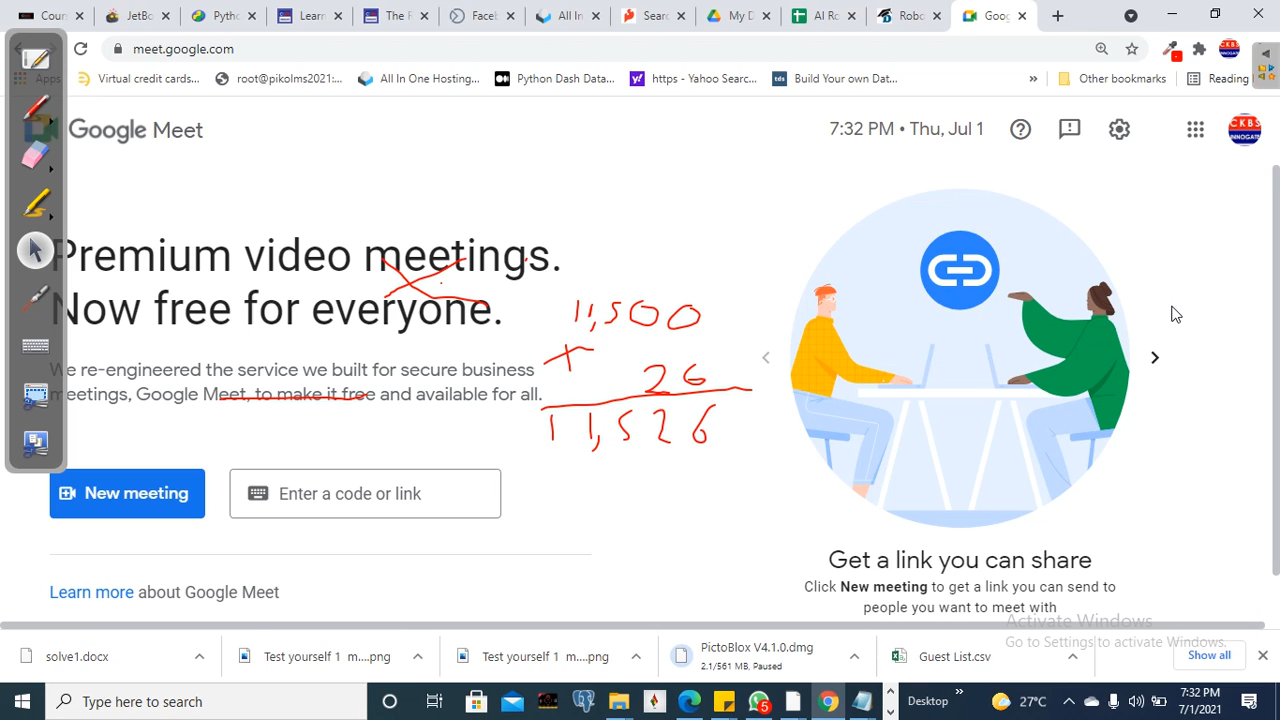 Coun
JetBo
Pytho
Learn
The F
Faceb
All In
Searc
My D
AI Ro
Robo
Goog
meet.google.com
Apps
Virtual credit cards...
root@pikolms2021:...
All In One Hosting...
Python Dash Data...
https - Yahoo Searc...
tds
Build your own Dat...
»
Other bookmarks
Reading
Google Meet
7:32 PM • Thu, Jul 1
CKBS
INNOGATE
Premium video meetings.
Now free for everyone.
11,500
+
26
11,526
We re-engineered the service we built for secure business
meetings, Google Meet, to make it free and available for all.
New meeting
Enter a code or link
Learn more about Google Meet
Get a link you can share
Click New meeting to get a link you can send to
people you want to meet with
Activate Windows
Go to Settings to activate Windows.
solve1.docx
Test yourself 1 m....png
Test yourself 1 m....png
PictoBlox V4.1.0.dmg
2.1/561 MB, Paused
Guest List.csv
Show all
Type here to search
5
Desktop
»
27°C
7:32 PM
7/1/2021